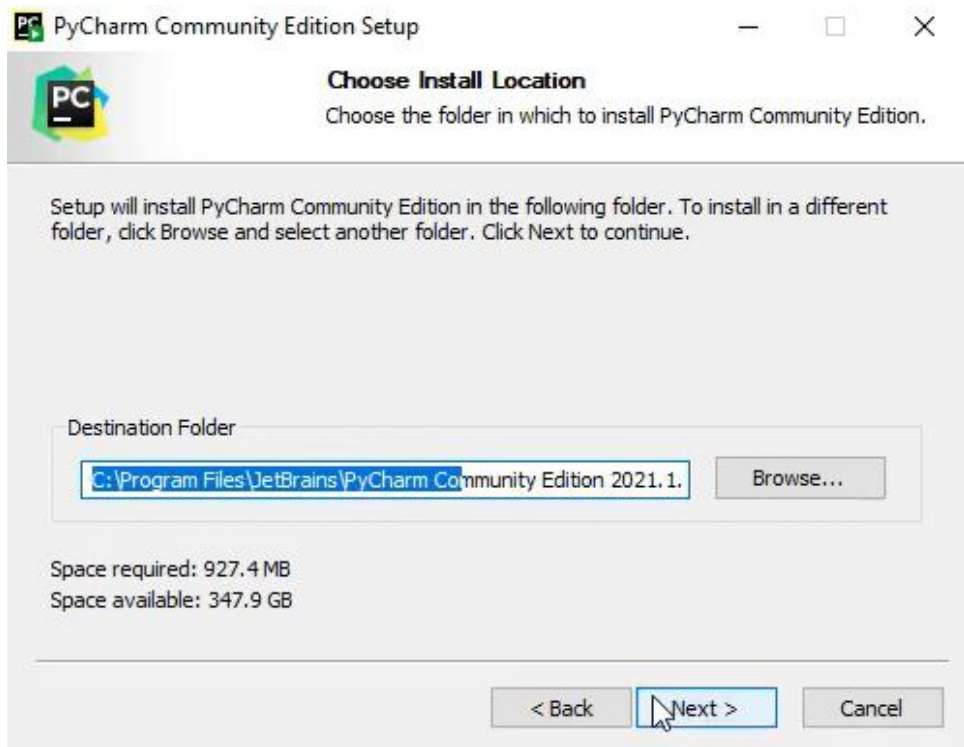 PyCharm Community Edition Setup
PC
Choose Install Location
Choose the folder in which to install PyCharm Community Edition.
Setup will install PyCharm Community Edition in the following folder. To install in a different
folder, click Browse and select another folder. Click Next to continue.
Destination Folder
C:\Program Files\JetBrains\PyCharm Community Edition 2021.1.
Browse...
Space required: 927.4 MB
Space available: 347.9 GB
< Back Next > Cancel